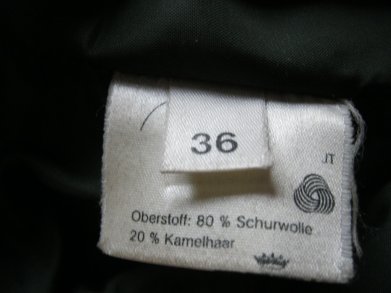 36
JT
Oberstoff: 80 % Schurwolle
20 % Kamelhaar